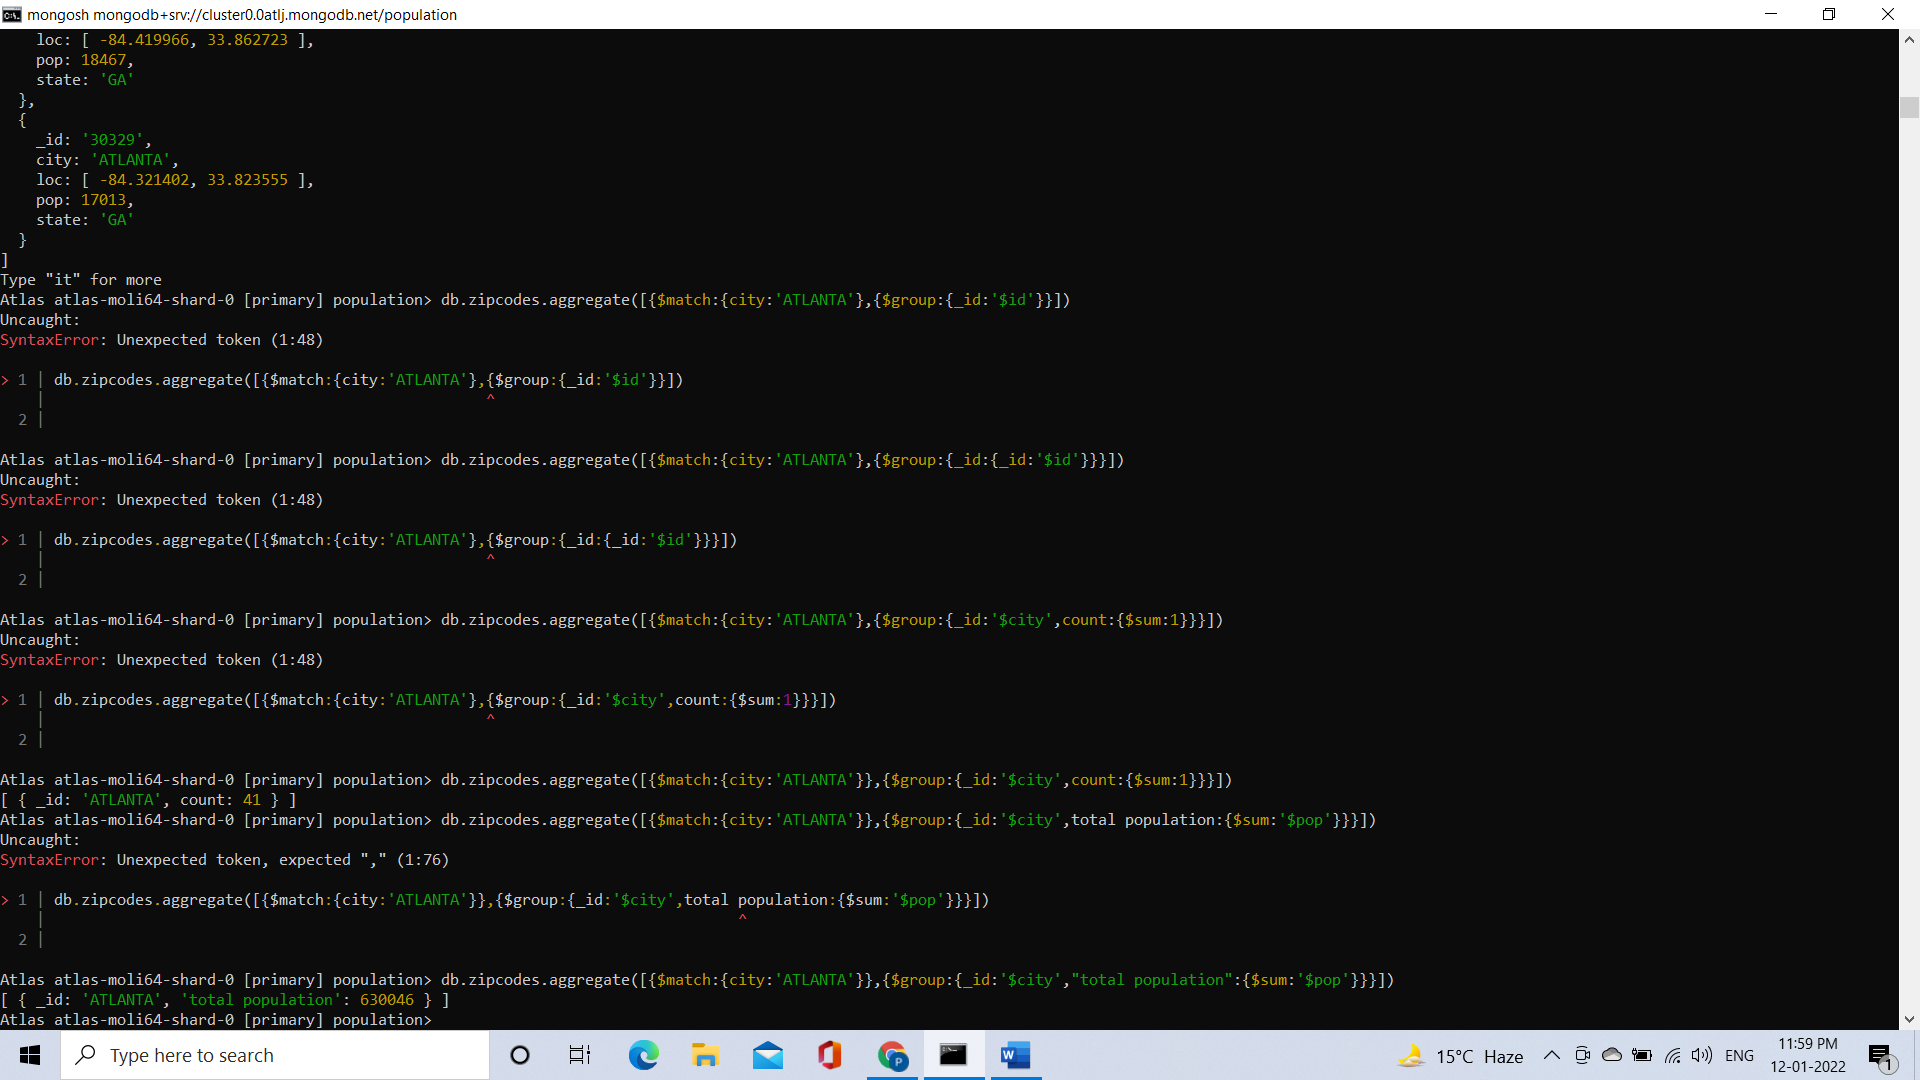 mongosh mongodb+srv://cluster0.0atlj.mongodb.net/population
    loc: [ -84.419966, 33.862723 ],
    pop: 18467,
    state: 'GA'
  },
  {
    _id: '30329',
    city: 'ATLANTA',
    loc: [ -84.321402, 33.823555 ],
    pop: 17013,
    state: 'GA'
  }
]
Type "it" for more
Atlas atlas-moli64-shard-0 [primary] population> db.zipcodes.aggregate([{$match:{city:'ATLANTA'},{$group:{_id:'$id'}}])
Uncaught:
SyntaxError: Unexpected token (1:48)
> 1 | db.zipcodes.aggregate([{$match:{city:'ATLANTA'},{$group:{_id:'$id'}}])
    |                                                 ^
  2 |
Atlas atlas-moli64-shard-0 [primary] population> db.zipcodes.aggregate([{$match:{city:'ATLANTA'},{$group:{_id:{_id:'$id'}}}])
Uncaught:
SyntaxError: Unexpected token (1:48)
> 1 | db.zipcodes.aggregate([{$match:{city:'ATLANTA'},{$group:{_id:{_id:'$id'}}}])
    |                                                 ^
  2 |
Atlas atlas-moli64-shard-0 [primary] population> db.zipcodes.aggregate([{$match:{city:'ATLANTA'},{$group:{_id:'$city',count:{$sum:1}}}])
Uncaught:
SyntaxError: Unexpected token (1:48)
> 1 | db.zipcodes.aggregate([{$match:{city:'ATLANTA'},{$group:{_id:'$city',count:{$sum:1}}}])
    |                                                 ^
  2 |
Atlas atlas-moli64-shard-0 [primary] population> db.zipcodes.aggregate([{$match:{city:'ATLANTA'}},{$group:{_id:'$city',count:{$sum:1}}}])
[ { _id: 'ATLANTA', count: 41 } ]
Atlas atlas-moli64-shard-0 [primary] population> db.zipcodes.aggregate([{$match:{city:'ATLANTA'}},{$group:{_id:'$city',total population:{$sum:'$pop'}}}])
Uncaught:
SyntaxError: Unexpected token, expected "," (1:76)
> 1 | db.zipcodes.aggregate([{$match:{city:'ATLANTA'}},{$group:{_id:'$city',total population:{$sum:'$pop'}}}])
    |                                                                             ^
  2 |
Atlas atlas-moli64-shard-0 [primary] population> db.zipcodes.aggregate([{$match:{city:'ATLANTA'}},{$group:{_id:'$city',"total population":{$sum:'$pop'}}}])
[ { _id: 'ATLANTA', 'total population': 630046 } ]
Atlas atlas-moli64-shard-0 [primary] population>
Type here to search
15°C Haze
ENG
11:59 PM
12-01-2022
1